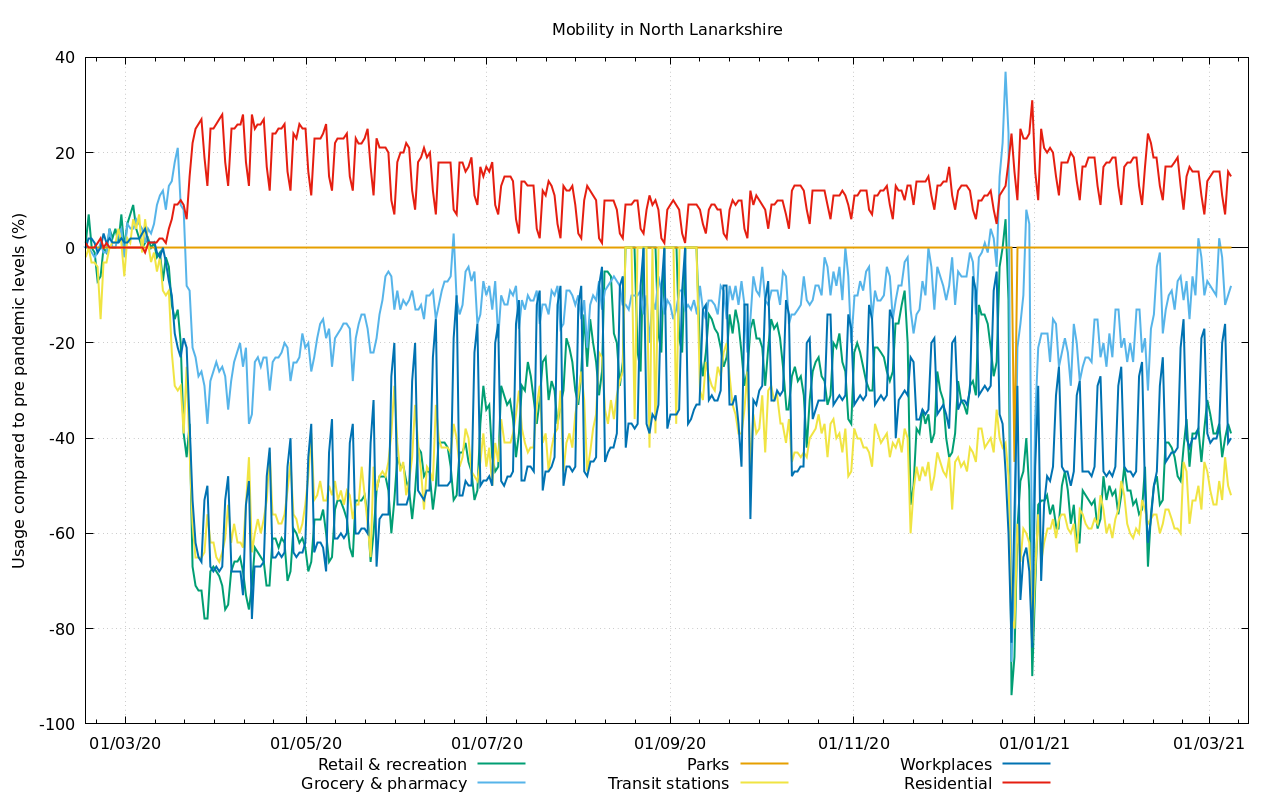 Mobility in North Lanarkshire
Usage compared to pre pandemic levels (%)
40
20
0
-20
-40
-60
-80
-100
01/03/20 01/05/20 01/07/20 01/09/20 01/11/20 01/01/21 01/03/21
Retail & recreation Parks Workplaces
Grocery & pharmacy Transit stations Residential